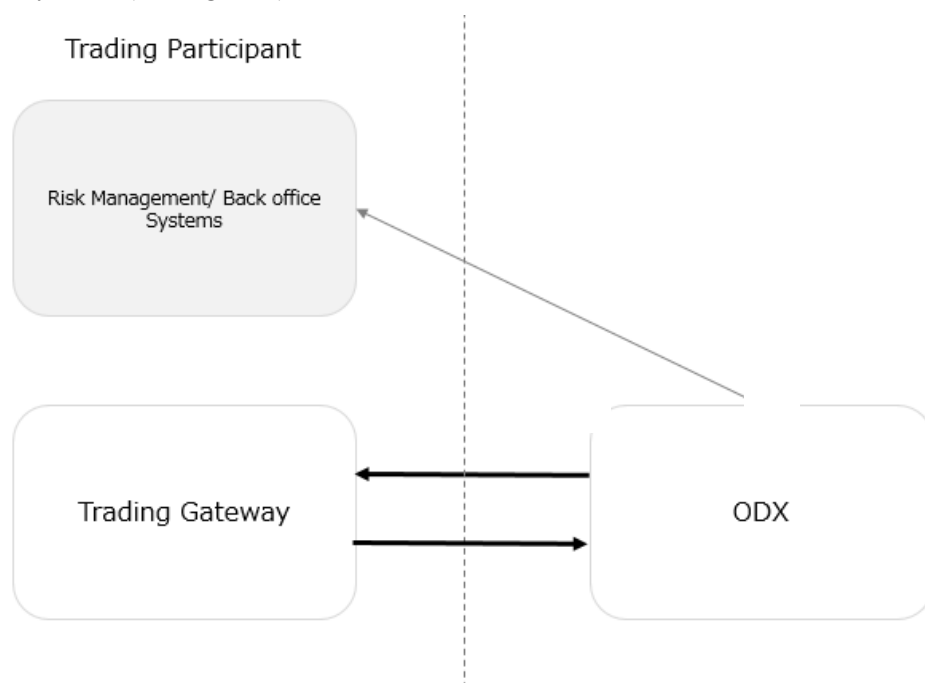 Trading Participant
Risk Management/ Back office
Systems
Trading Gateway
ODX